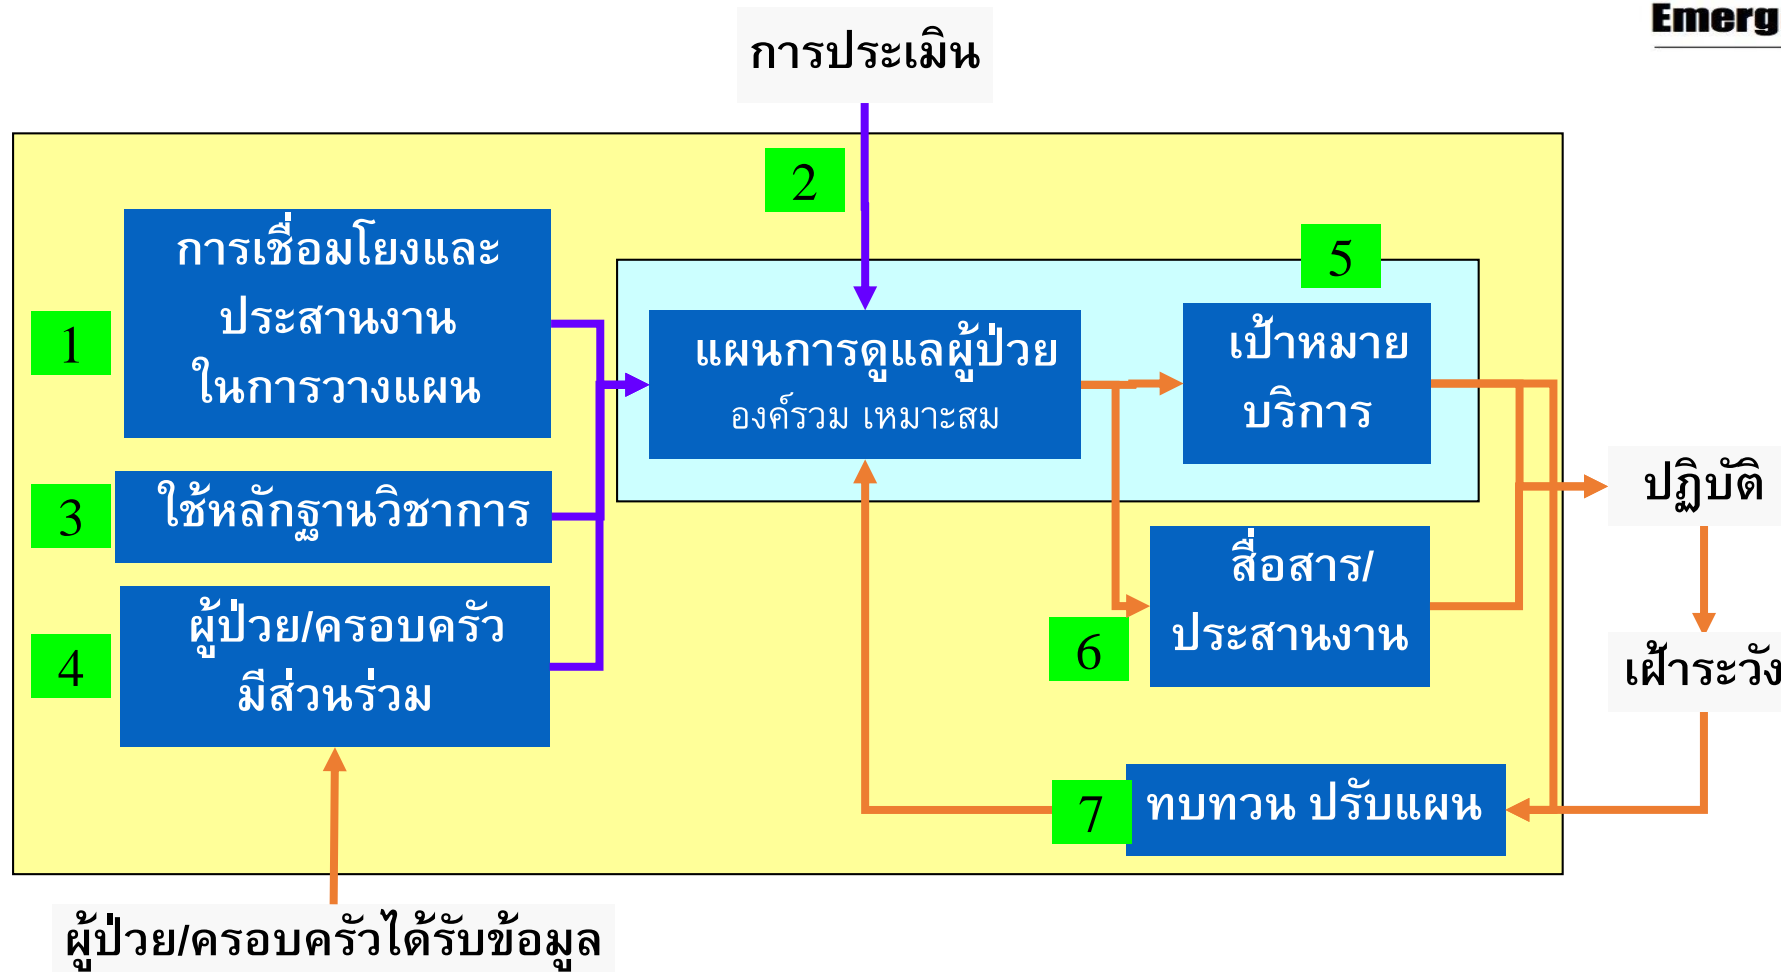 Emerg
การประเมิน
2
การเชื่อมโยงและ
ประสานงาน
ในการวางแผน
1
5
แผนการดูแลผู้ป่วย
องค์รวม เหมาะสม
เป้าหมาย
บริการ
3
ใช้หลักฐานวิชาการ
ปฏิบัติ
สื่อสาร/
ประสานงาน
6
4
ผู้ป่วย/ครอบครัว
มีส่วนร่วม
เฝ้าระวัง
7
ทบทวน ปรับแผน
ผู้ป่วย/ครอบครัวได้รับข้อมูล